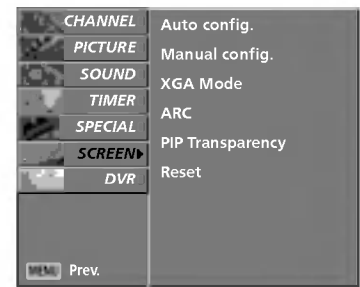 CHANNEL
PICTURE
SOUND
TIMER
SPECIAL
SCREEN
DVR
MENU Prev.
Auto config.
Manual config.
XGA Mode
ARC
PIP Transparency
Reset